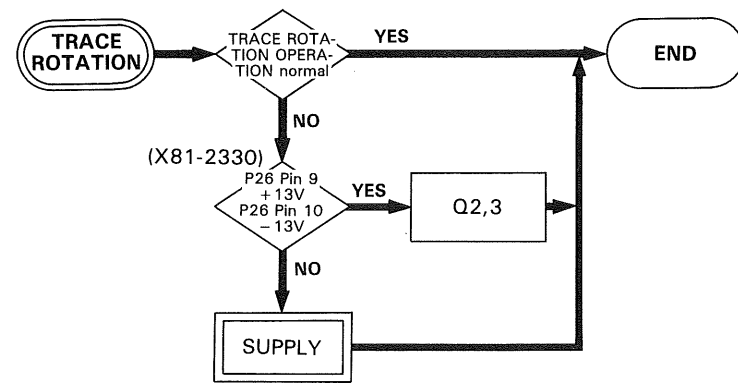 TRACE
ROTATION
TRACE ROTA-
TION OPERA-
TION normal
YES
END
NO
(X81-2330)
P26 Pin 9
+13V
P26 Pin 10
−13V
YES
Q2,3
NO
SUPPLY